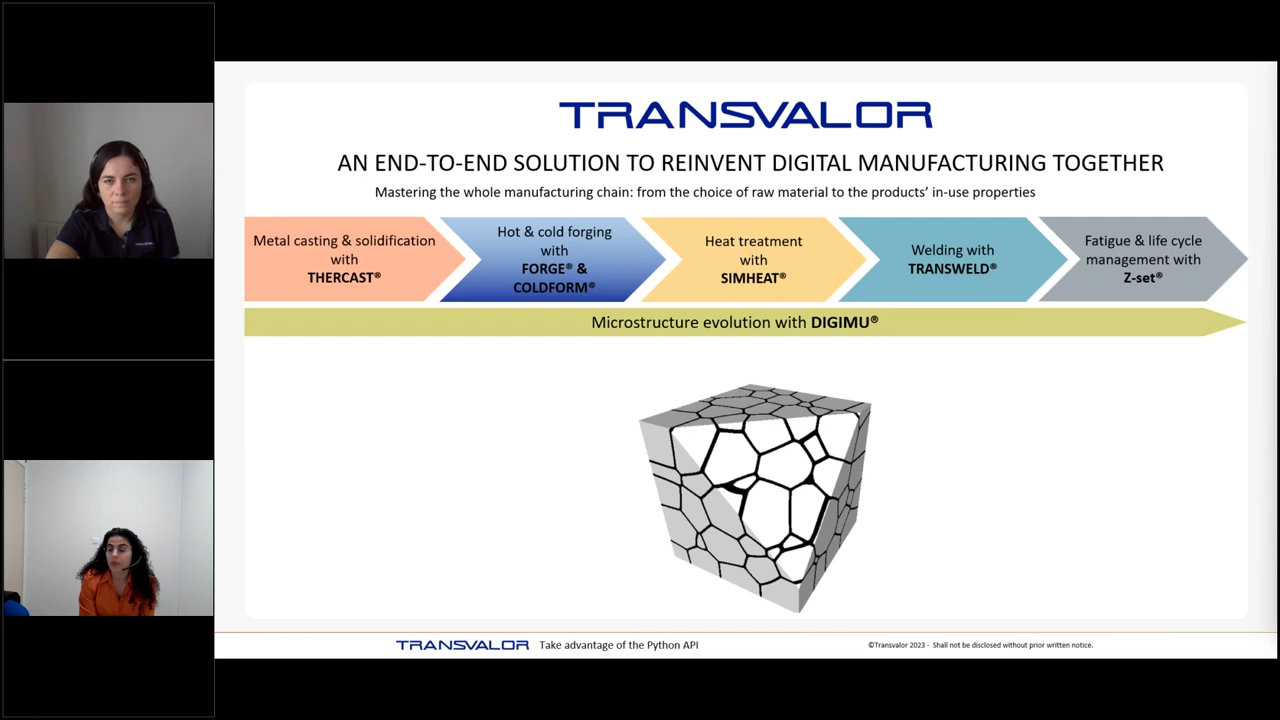 TRANSVALOR
AN END-TO-END SOLUTION TO REINVENT DIGITAL MANUFACTURING TOGETHER
Mastering the whole manufacturing chain: from the choice of raw material to the products’ in-use properties
Metal casting & solidification
with
THERCAST®
Hot & cold forging
with
FORGE® &
COLDFORM®
Heat treatment
with
SIMHEAT®
Welding with
TRANSWELD®
Fatigue & life cycle
management with
Z-set®
Microstructure evolution with DIGIMU®
TRANSVALOR Take advantage of the Python API
©Transvalor 2023 - Shall not be disclosed without prior written notice.